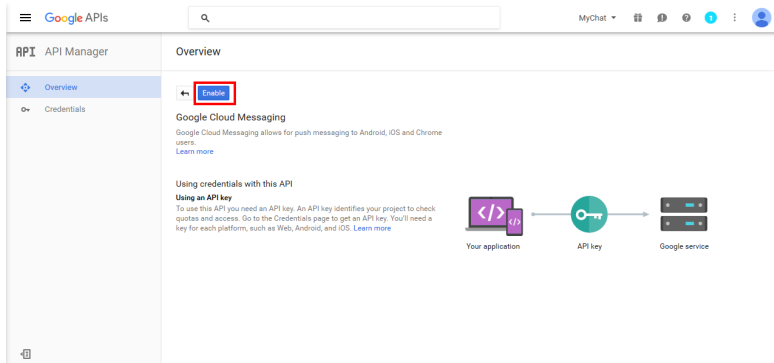 Google APIs
MyChat
1
API API Manager
Overview
Overview
Credentials
Enable
Google Cloud Messaging
Google Cloud Messaging allows for push messaging to Android, iOS and Chrome
users.
Learn more
Using credentials with this API
Using an API key
To use this API you need an API key. An API key identifies your project to check
quotas and access. Go to the Credentials page to get an API key. You'll need a
key for each platform, such as Web, Android, and iOS. Learn more
</>
</>
Your application
API key
Google service